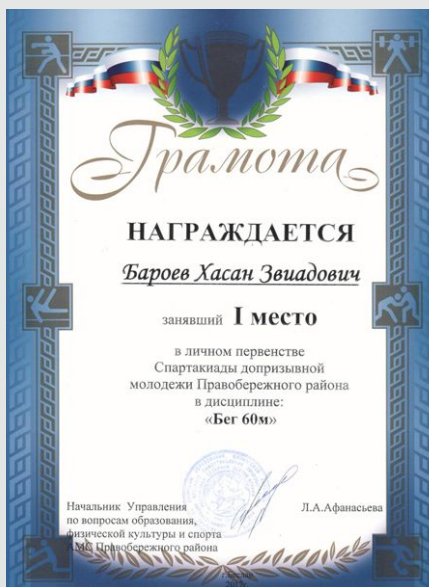 Грамота
НАГРАЖДАЕТСЯ
Бароев Хасан Звиадович
занявший I место
в личном первенстве
Спартакиады допризывной
молодежи Правобережного района
в дисциплине:
«Бег 60м»
Начальник Управления Л.А.Афанасьева
по вопросам образования,
физической культуры и спорта
АМС Правобережного района